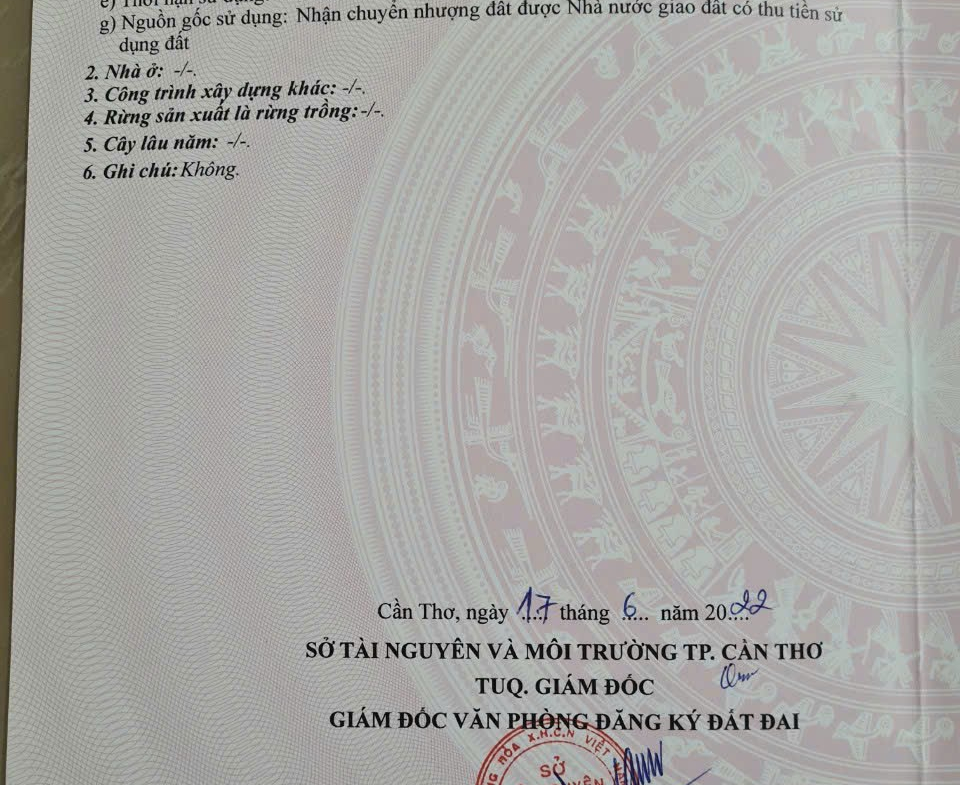 g) Nguồn gốc sử dụng: Nhận chuyển nhượng đất được Nhà nước giao đất có thu tiền sử
dụng đất
2. Nhà ở: -/-.
3. Công trình xây dựng khác: -/-.
4. Rừng sản xuất là rừng trồng: -/-.
5. Cây lâu năm: -/-.
6. Ghi chú: Không.
Cần Thơ, ngày 17 tháng 6 năm 2022
SỞ TÀI NGUYÊN VÀ MÔI TRƯỜNG TP. CẦN THƠ
TUQ. GIÁM ĐỐC
GIÁM ĐỐC VĂN PHÒNG ĐĂNG KÝ ĐẤT ĐAI
HÒA X.H.C.N VIỆT
SỞ